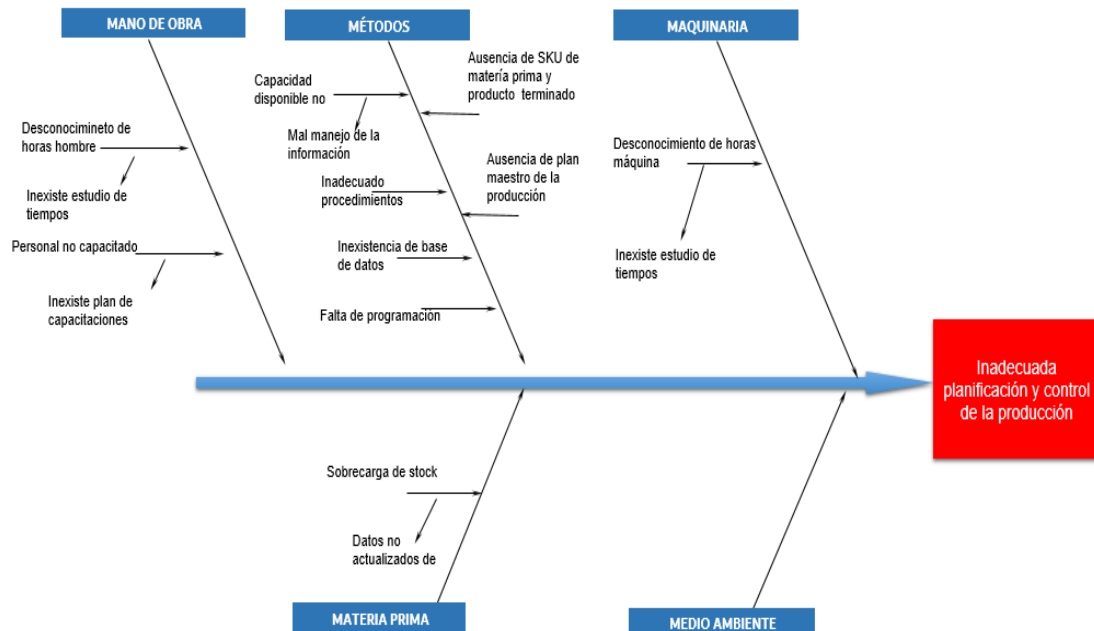 MANO DE OBRA
MÉTODOS
MAQUINARIA
Ausencia de SKU de
matería prima y
producto terminado
Capacidad
disponible no
Mal manejo de la
información
Desconocimineto de
horas hombre
Inexiste estudio de
tiempos
Ausencia de plan
maestro de la
producción
Desconocimiento de horas
máquina
Inadecuado
procedimientos
Personal no capacitado
Inexistencia de base
de datos
Inexiste estudio de
tiempos
Inexiste plan de
capacitaciones
Falta de programación
Inadecuada
planificación y control
de la producción
Sobrecarga de stock
Datos no
actualizados de
MATERIA PRIMA
MEDIO AMBIENTE